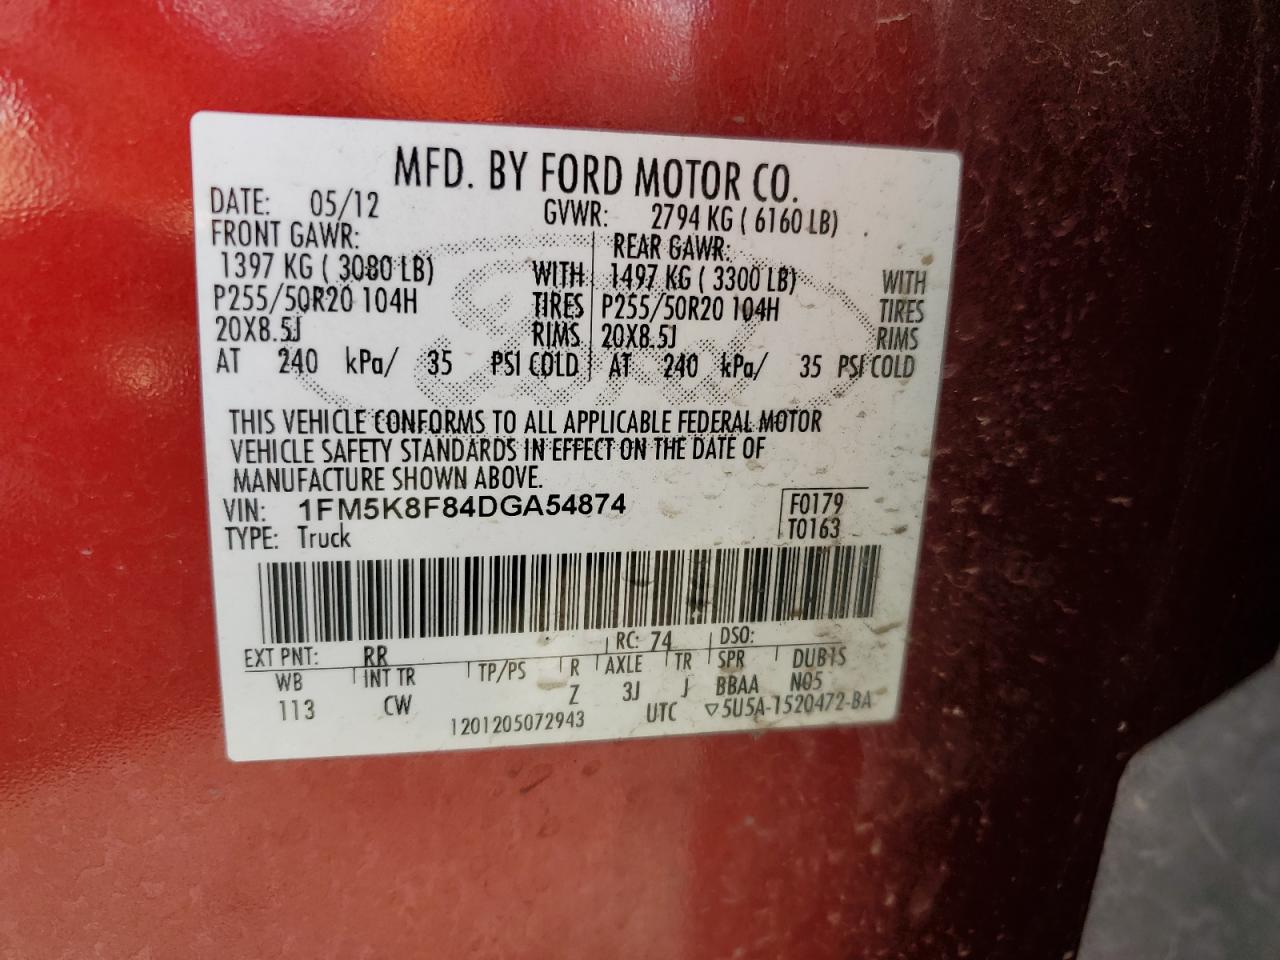 MFD. BY FORD MOTOR CO.
DATE: 05/12 GVWR: 2794 KG ( 6160 LB)
FRONT GAWR: REAR GAWR:
1397 KG ( 3080 LB) WITH 1497 KG ( 3300 LB) WITH
P255/50R20 104H TIRES P255/50R20 104H TIRES
20X8.5J RIMS 20X8.5J RIMS
AT 240 kPa/ 35 PSI COLD AT 240 kPa/ 35 PSI COLD
THIS VEHICLE CONFORMS TO ALL APPLICABLE FEDERAL MOTOR
VEHICLE SAFETY STANDARDS IN EFFECT ON THE DATE OF
MANUFACTURE SHOWN ABOVE.
VIN: 1FM5K8F84DGA54874 F0179
TYPE: Truck T0163
EXT PNT: RR RC: 74 DSO:
WB INT TR TP/PS R AXLE TR SPR DUB1S
113 CW Z 3J J BBAA N05
1201205072943 UTC ▽5U5A-1520472-BA
Ford